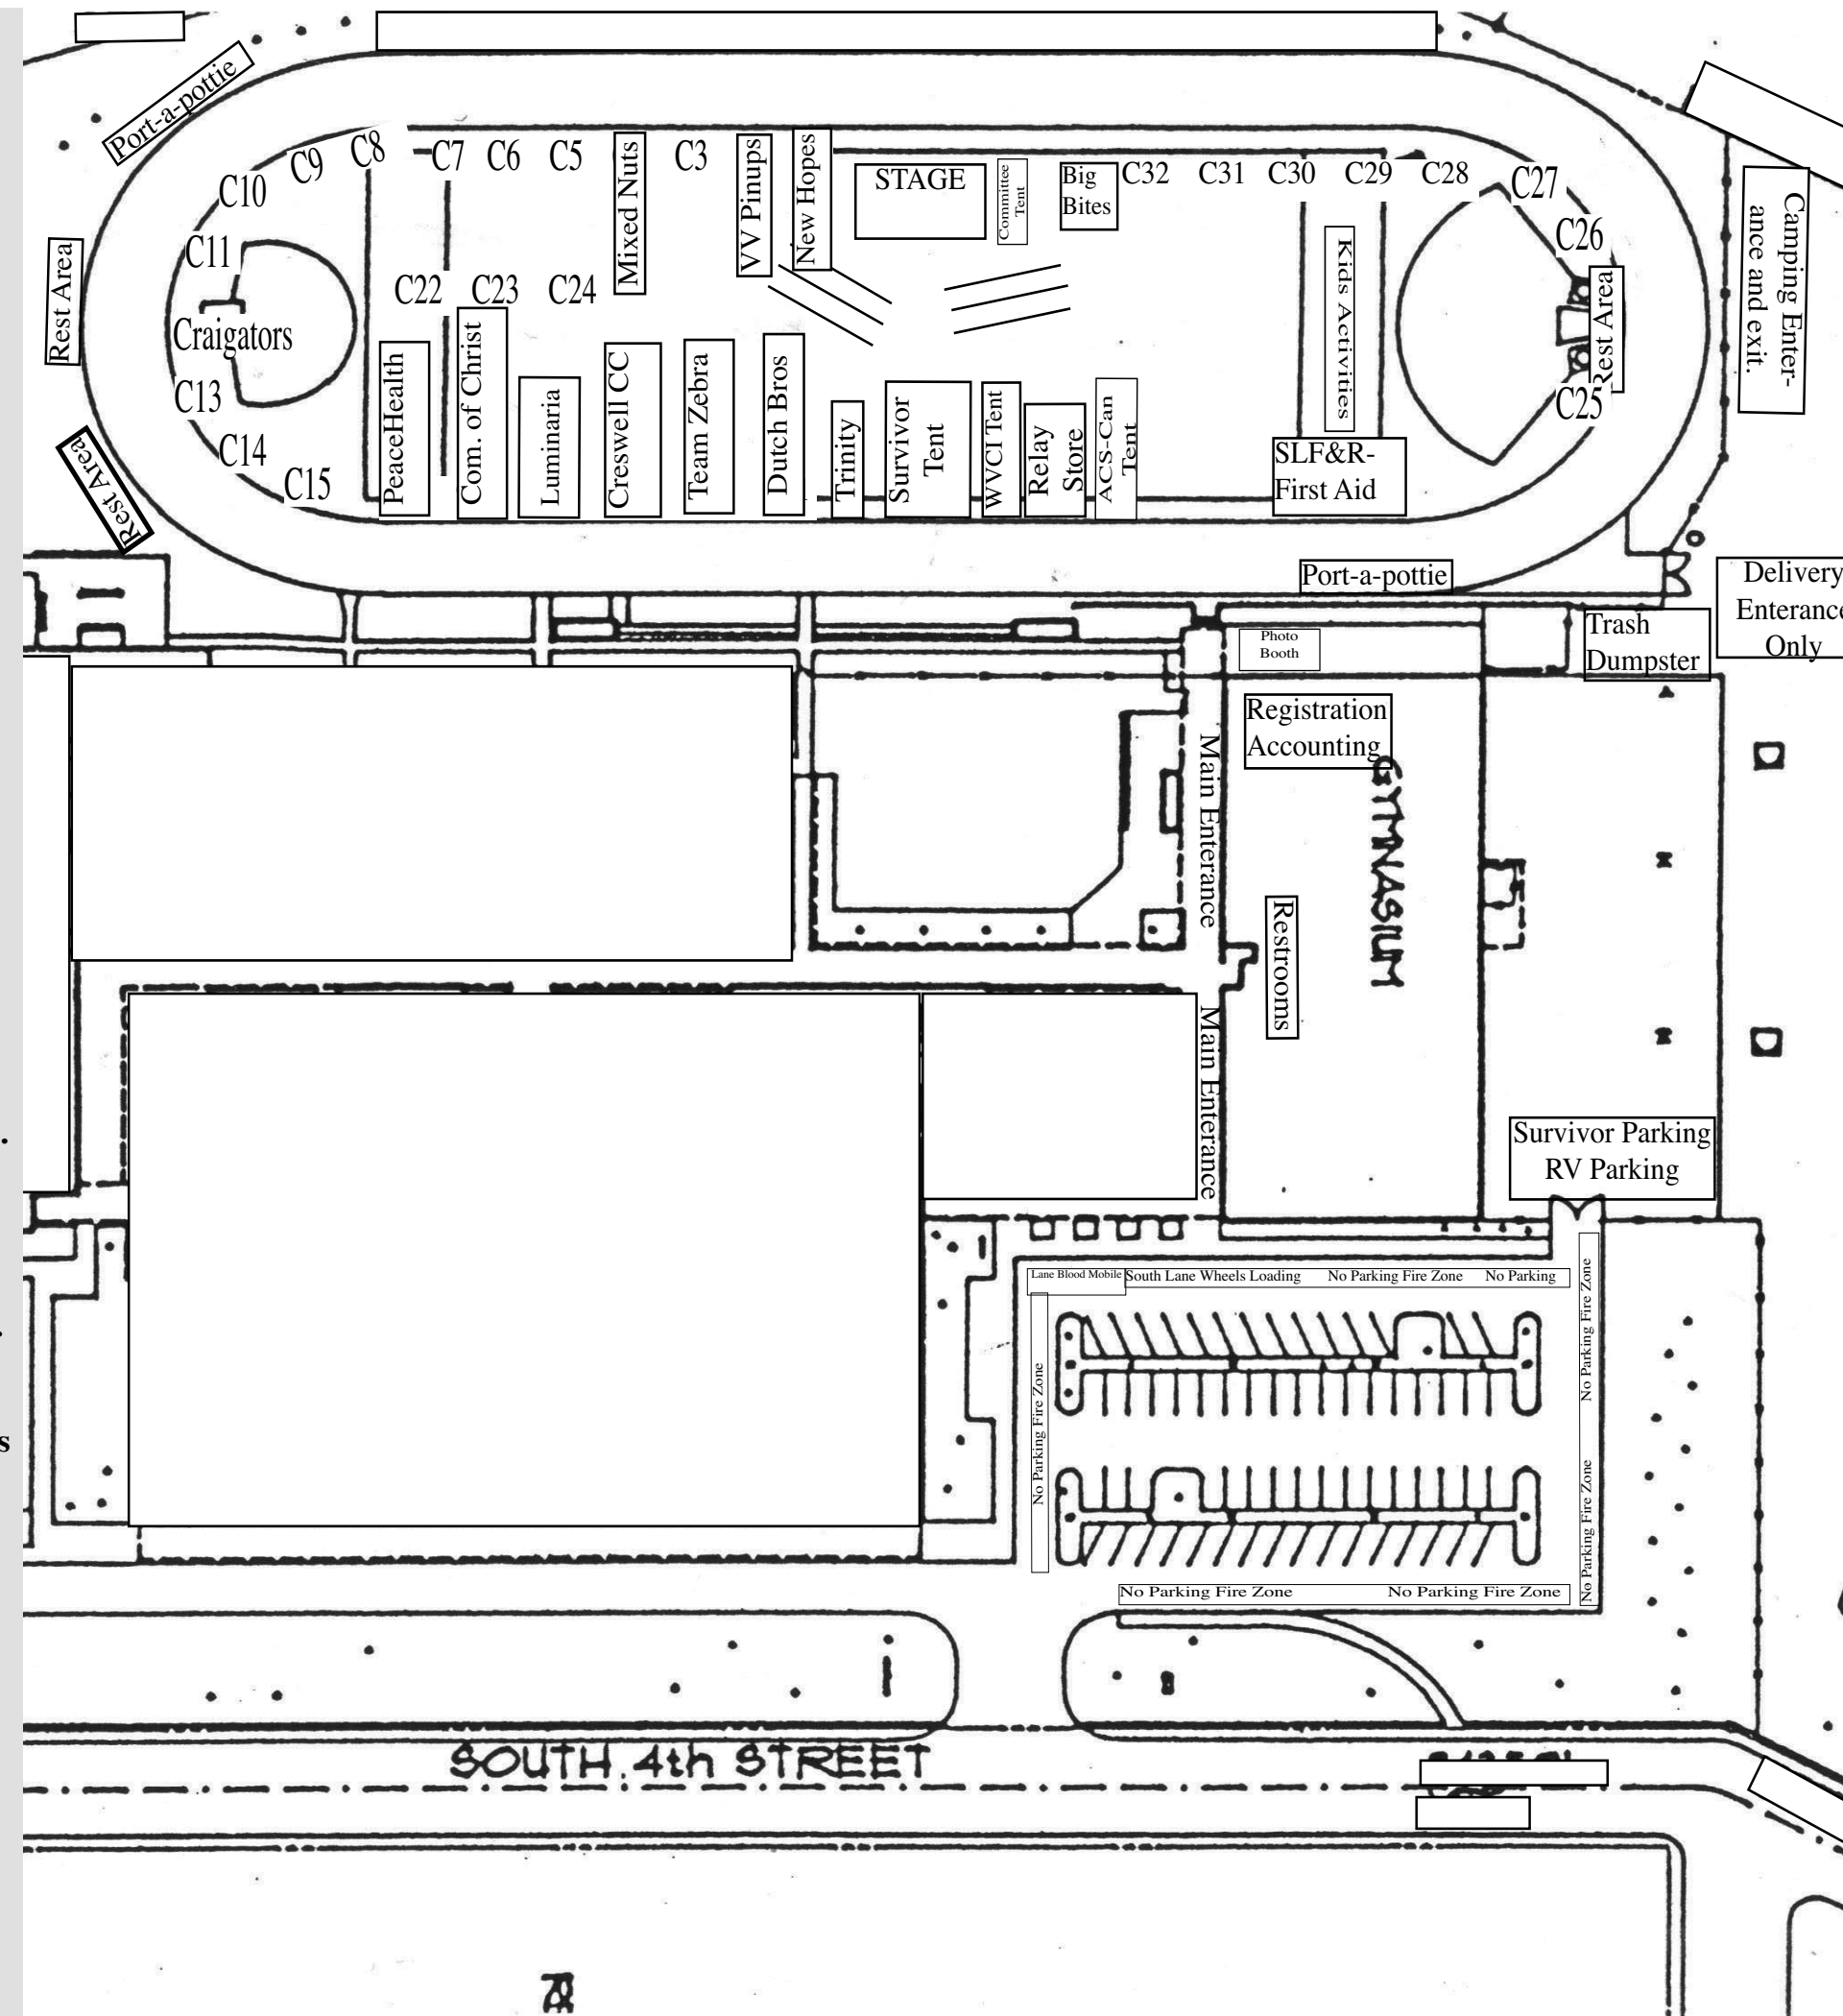 Port-a-pottie
C8
C9
C10
C11
Craigators
C13
C14
C15
Rest Area
Rest Area
C7
C6
C5
Mixed Nuts
C3
VV Pinups
New Hopes
STAGE
Committee
Tent
Big
Bites
C32
C31
C30
C29
C28
C27
C26
Rest Area
C25
Camping Enter-
ance and exit.
C22
C23
C24
Kids Activities
PeaceHealth
Com. of Christ
Luminaria
Creswell CC
Team Zebra
Dutch Bros
Trinity
Survivor
Tent
WVCI Tent
Relay
Store
ACS-Can
Tent
SLF&R-
First Aid
Port-a-pottie
Delivery
Enterance
Only
Trash
Dumpster
Photo
Booth
Registration
Accounting
Main Enterance
GYMNASIUM
Restrooms
Main Enterance
.
Survivor Parking
RV Parking
Lane Blood Mobile
South Lane Wheels Loading
No Parking Fire Zone
No Parking
No Parking Fire Zone
No Parking Fire Zone
.
s
No Parking Fire Zone
No Parking Fire Zone
No Parking Fire Zone
SOUTH 4th STREET